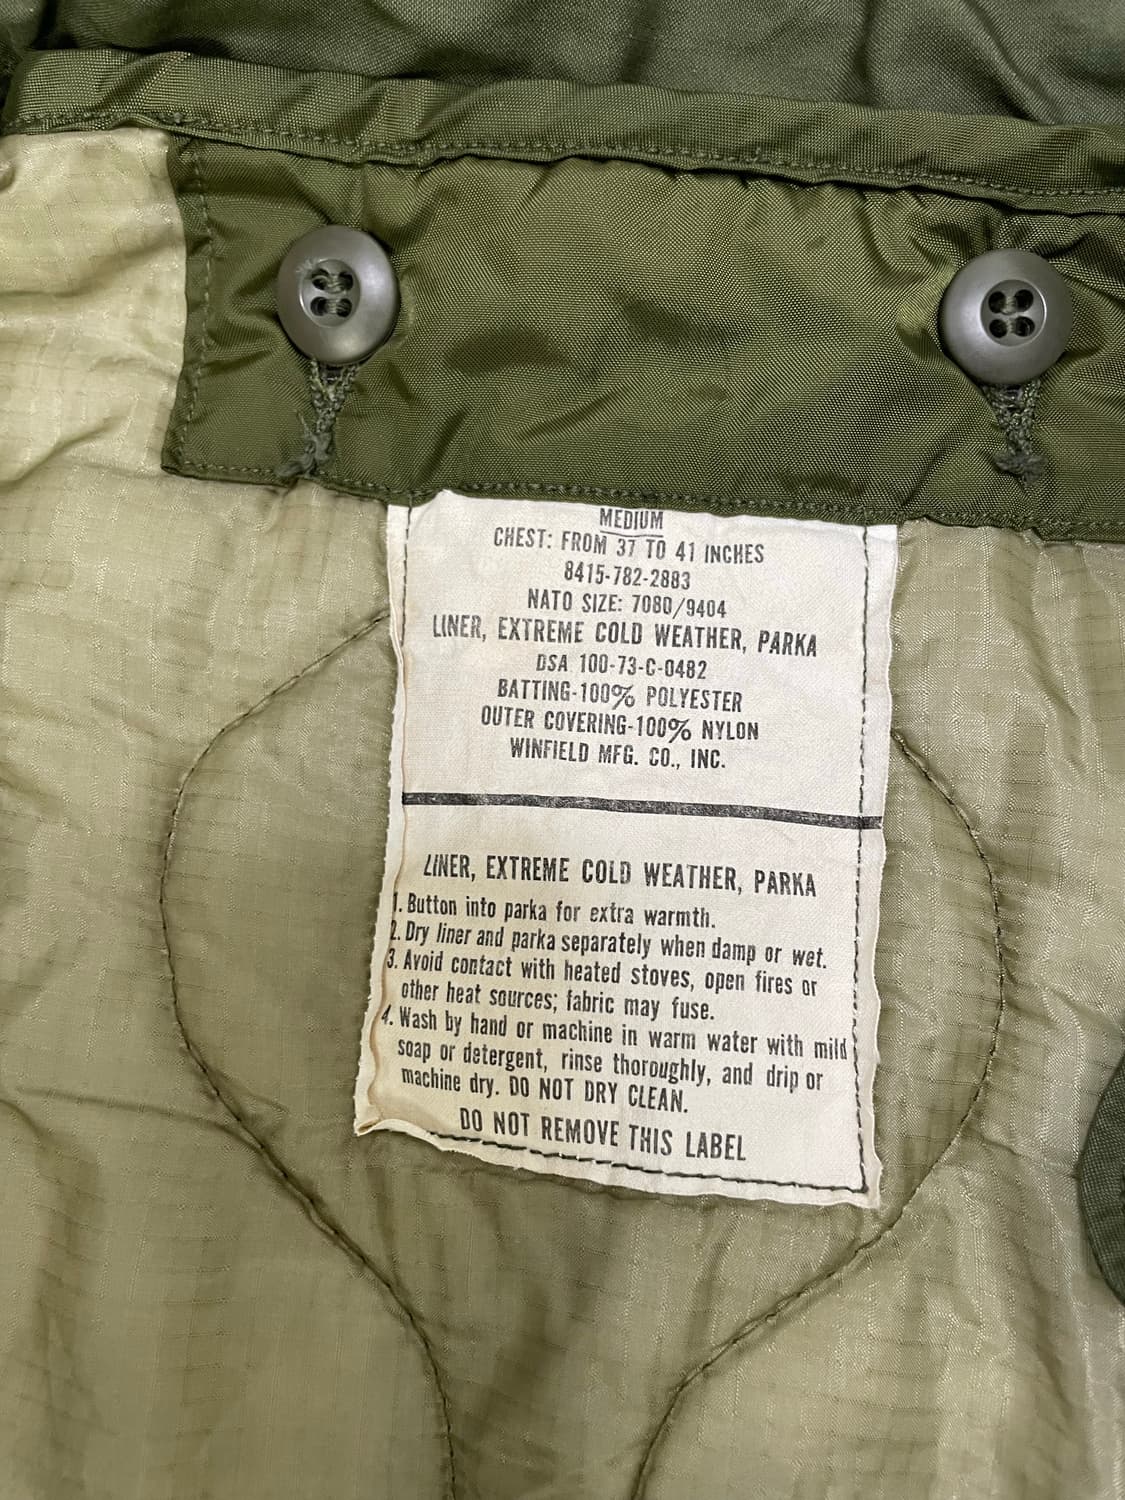 MEDIUM
CHEST: FROM 37 TO 41 INCHES
8415-782-2883
NATO SIZE: 7080/9404
LINER, EXTREME COLD WEATHER, PARKA
DSA 100-73-C-0482
BATTING-100% POLYESTER
OUTER COVERING-100% NYLON
WINFIELD MFG. CO., INC.
LINER, EXTREME COLD WEATHER, PARKA
1. Button into parka for extra warmth.
2. Dry liner and parka separately when damp or wet.
3. Avoid contact with heated stoves, open fires or
other heat sources; fabric may fuse.
4. Wash by hand or machine in warm water with mild
soap or detergent, rinse thoroughly, and drip or
machine dry. DO NOT DRY CLEAN.
DO NOT REMOVE THIS LABEL